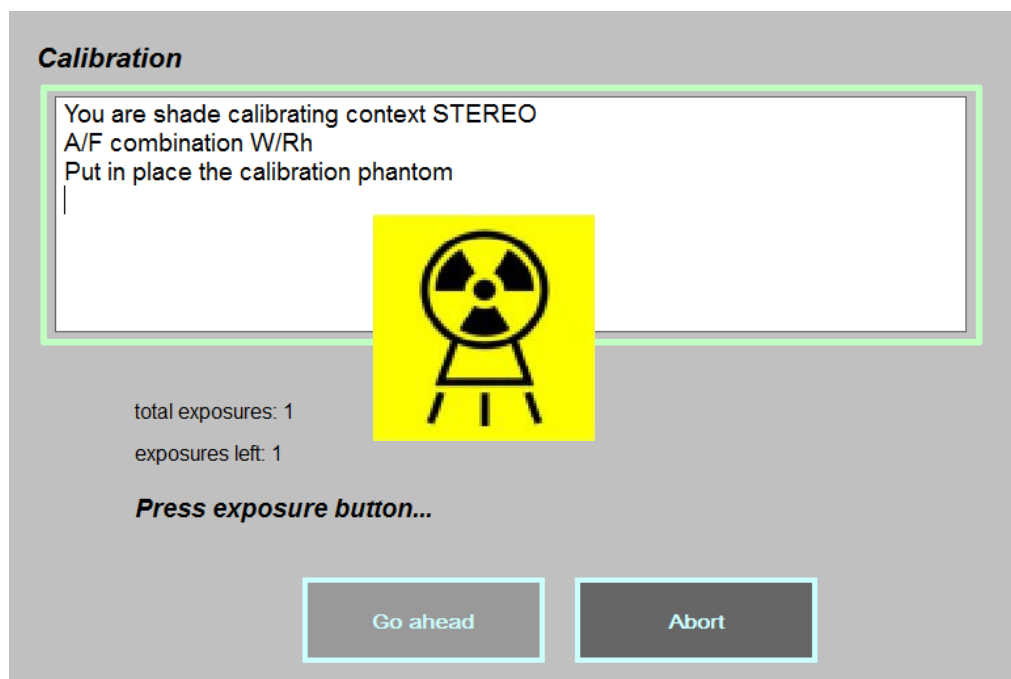 Calibration
You are shade calibrating context STEREO
A/F combination W/Rh
Put in place the calibration phantom
total exposures: 1
exposures left: 1
Press exposure button...
Go ahead
Abort